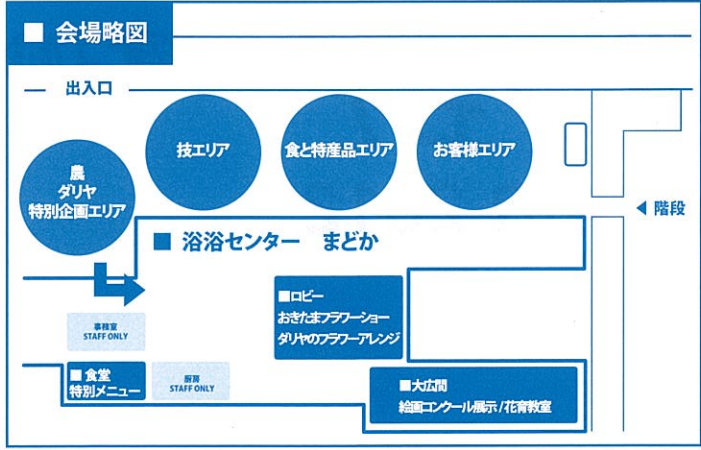 ■ 会場略図
出入口
技エリア
食と特産品エリア
お客様エリア
農
ダリヤ
特別企画エリア
◀ 階段
■ 浴浴センター　まどか
■ロビー
おきたまフラワーショー
ダリヤのフラワーアレンジ
事務室
STAFF ONLY
■ 食堂
特別メニュー
厨房
STAFF ONLY
■大広間
絵画コンクール展示/花育教室